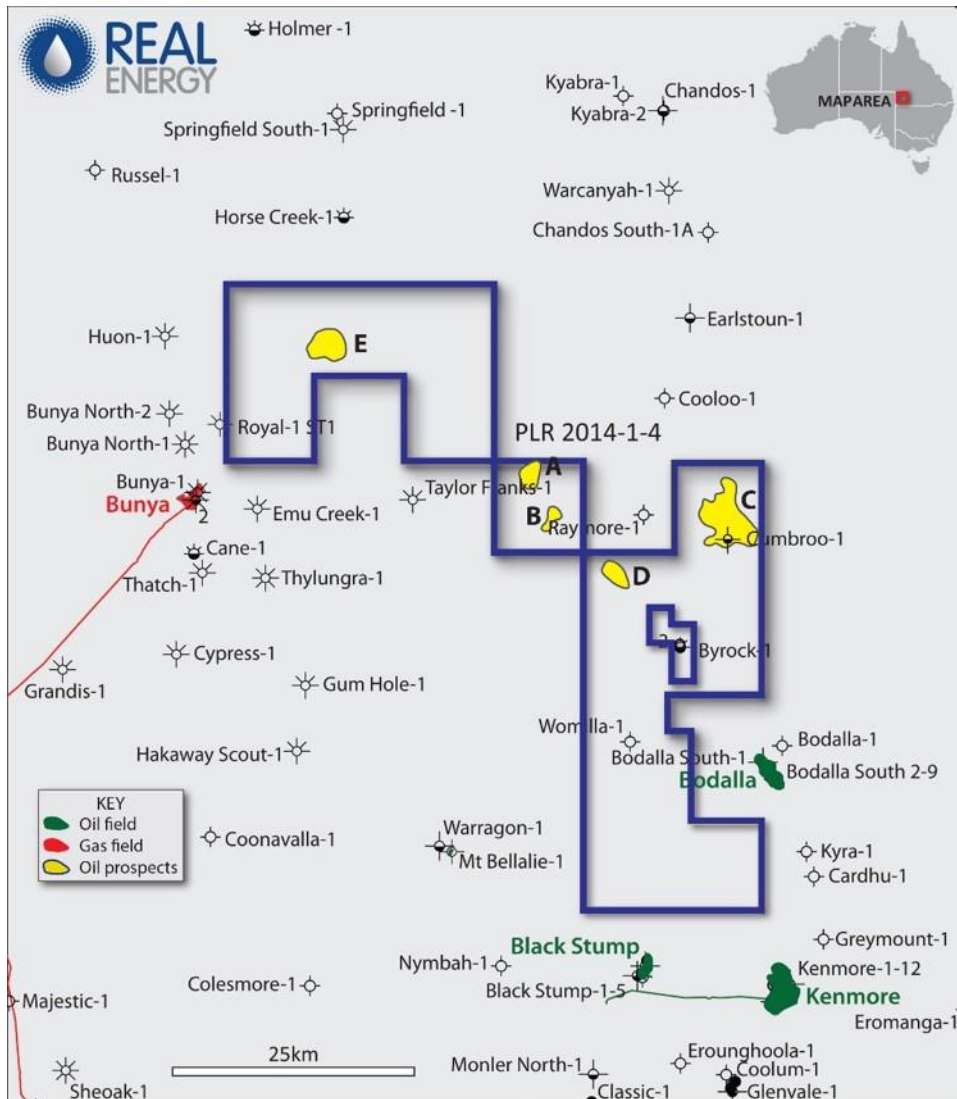 REAL
ENERGY
Holmer -1
Kyabra-1
Chandos-1
Kyabra-2
MAPAREA
Springfield -1
Springfield South-1
Russel-1
Warcanyah-1
Horse Creek-1
Chandos South-1A
Earlstoun-1
Huon-1
E
Cooloo-1
Bunya North-2
Royal-1 ST1
PLR 2014-1-4
Bunya North-1
A
Bunya-1
Taylor Franks-1
C
Bunya
2
Emu Creek-1
B
Raymore-1
Cumbroo-1
Cane-1
Thatch-1
Thylungra-1
D
Cypress-1
2
Byrock-1
Grandis-1
Gum Hole-1
Womilla-1
Hakaway Scout-1
Bodalla-1
Bodalla South-1
Bodalla
Bodalla South 2-9
KEY
Oil field
Gas field
Oil prospects
Coonavalla-1
Warragon-1
Mt Bellalie-1
Kyra-1
Cardhu-1
Black Stump
Greymount-1
Nymbah-1
Kenmore-1-12
Colesmore-1
Black Stump-1-5
Kenmore
Majestic-1
Eromanga-1
25km
Monler North-1
Erounghoola-1
Coolum-1
Sheoak-1
Classic-1
Glenvale-1